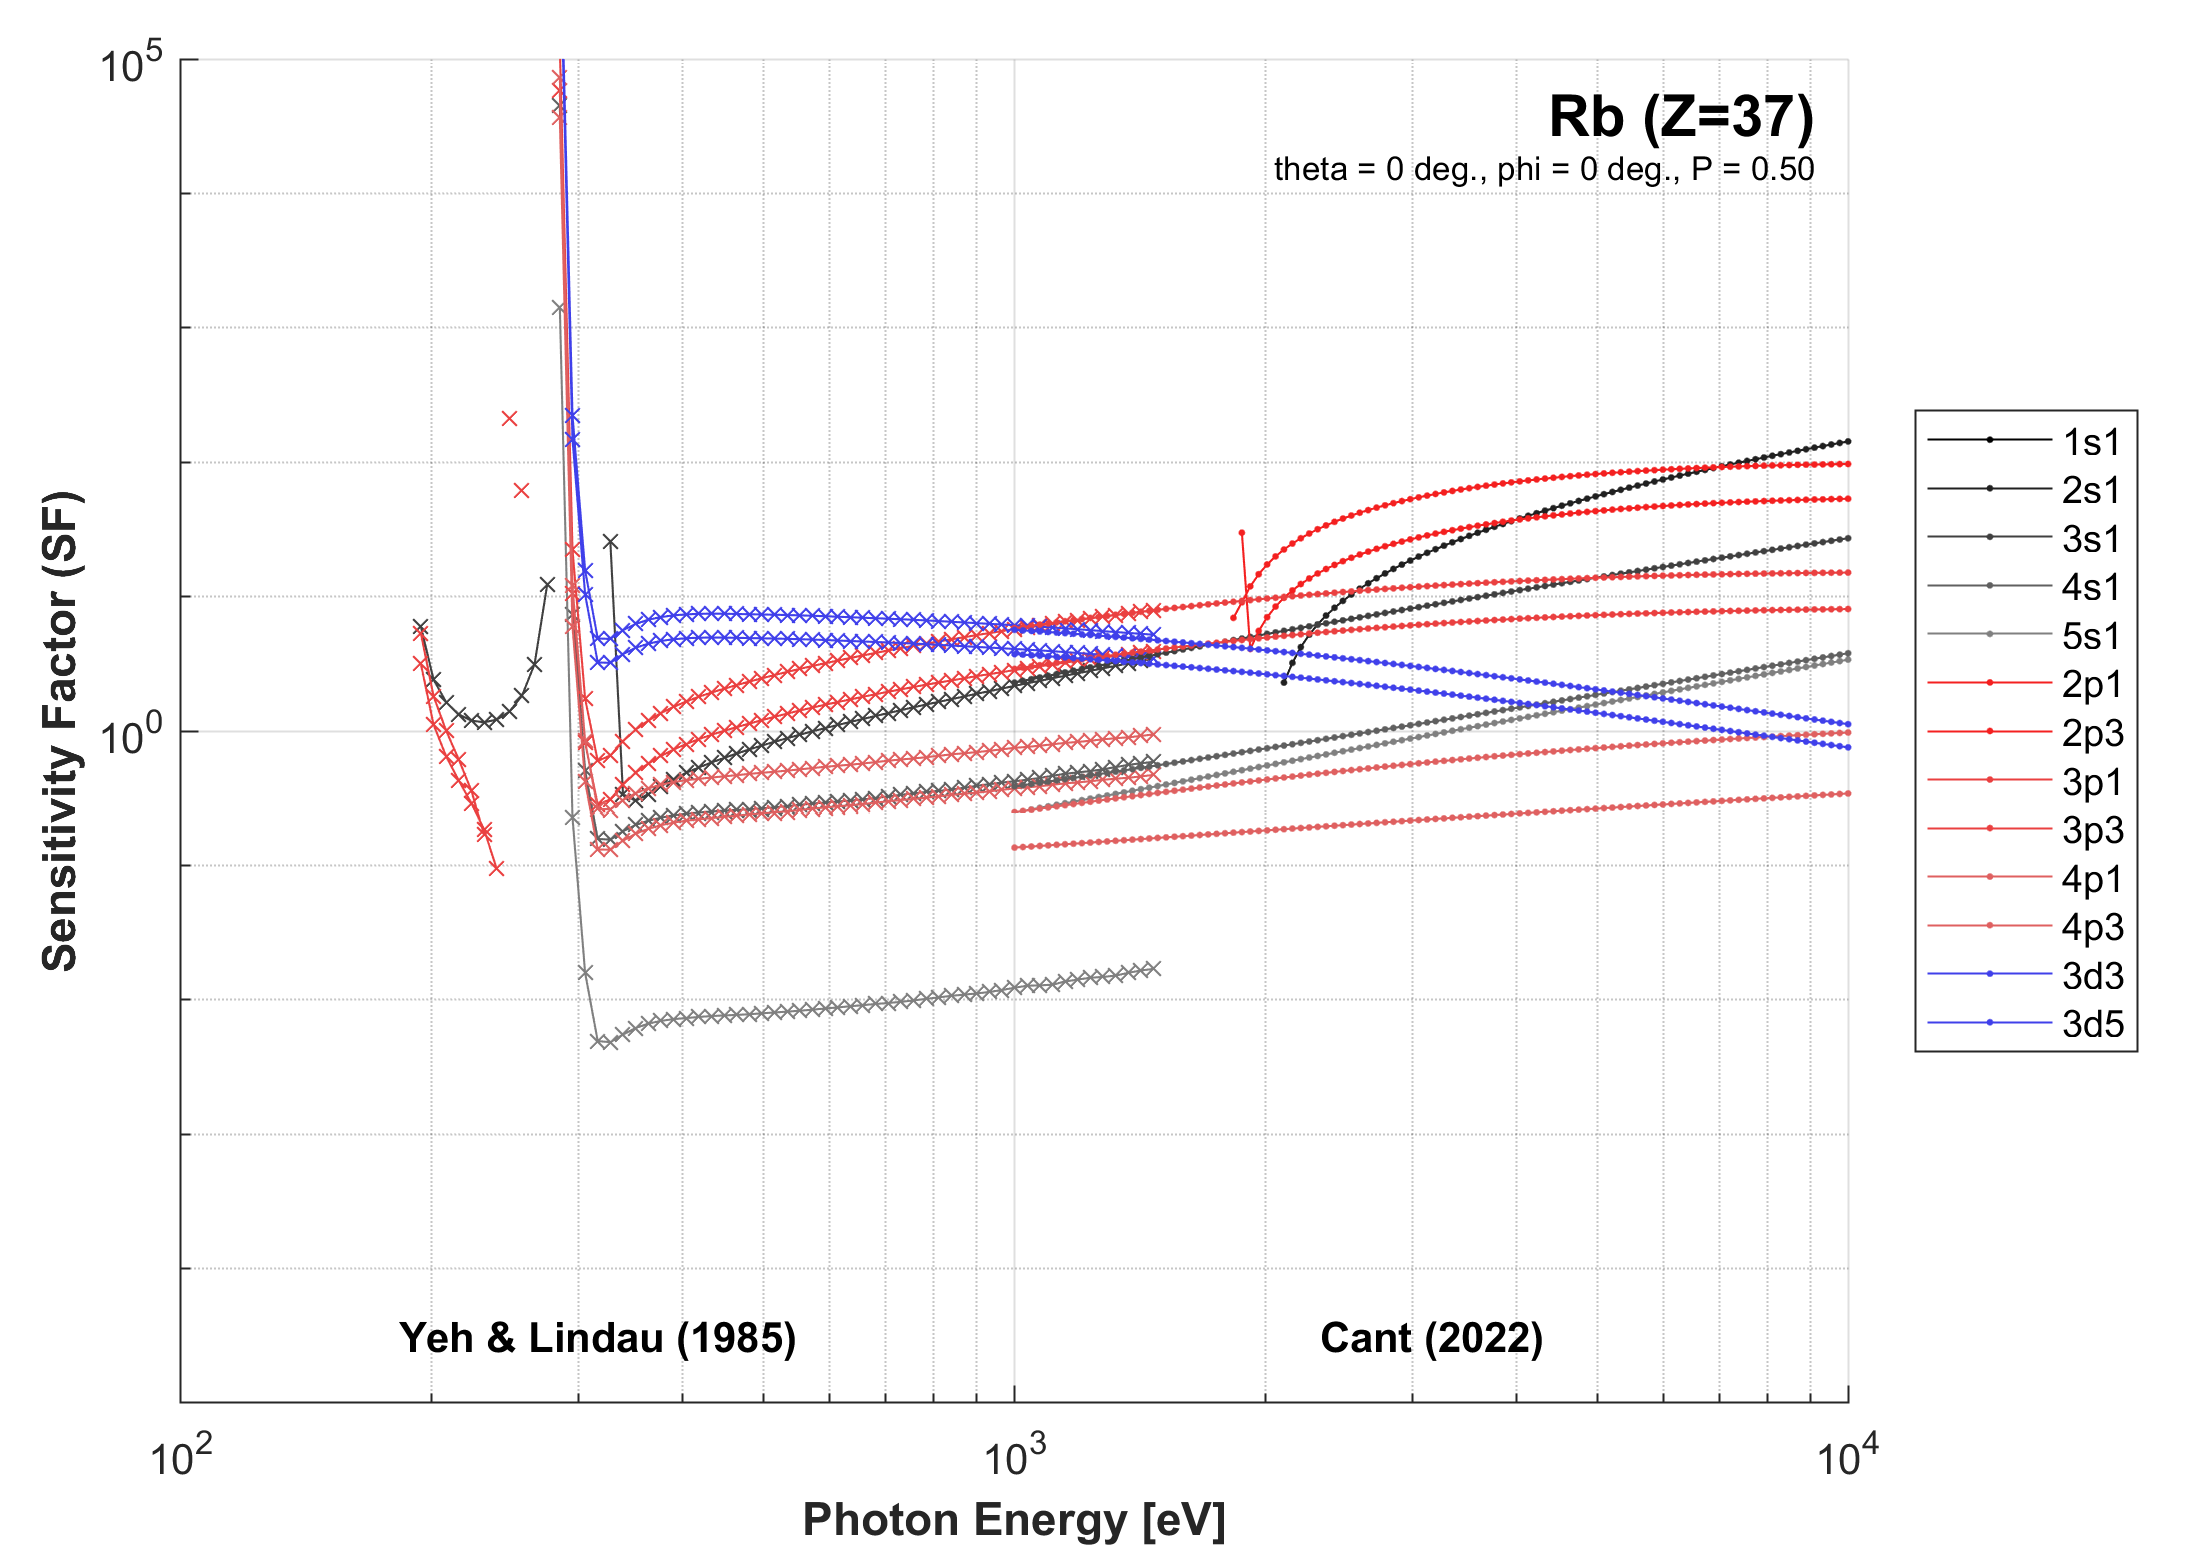 Rb (Z=37)
theta = 0 deg., phi = 0 deg., P = 0.50
10^5
10^0
Sensitivity Factor (SF)
1s1
2s1
3s1
4s1
5s1
2p1
2p3
3p1
3p3
4p1
4p3
3d3
3d5
Yeh & Lindau (1985)
Cant (2022)
10^2
10^3
10^4
Photon Energy [eV]